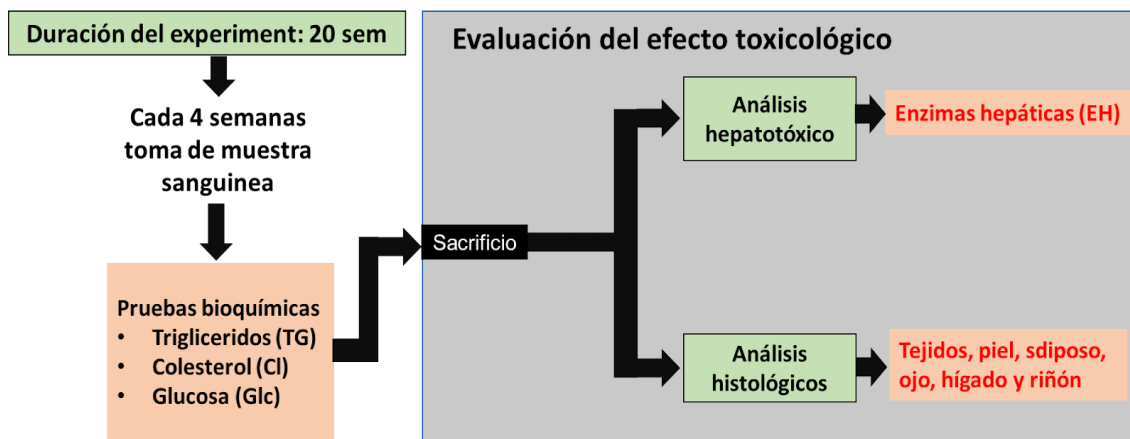 Duración del experiment: 20 sem
Cada 4 semanas
toma de muestra
sanguinea
Pruebas bioquímicas
• Trigliceridos (TG)
• Colesterol (Cl)
• Glucosa (Glc)
Evaluación del efecto toxicológico
Sacrificio
Análisis
hepatotóxico
Enzimas hepáticas (EH)
Análisis
histológicos
Tejidos, piel, sdiposo,
ojo, hígado y riñón